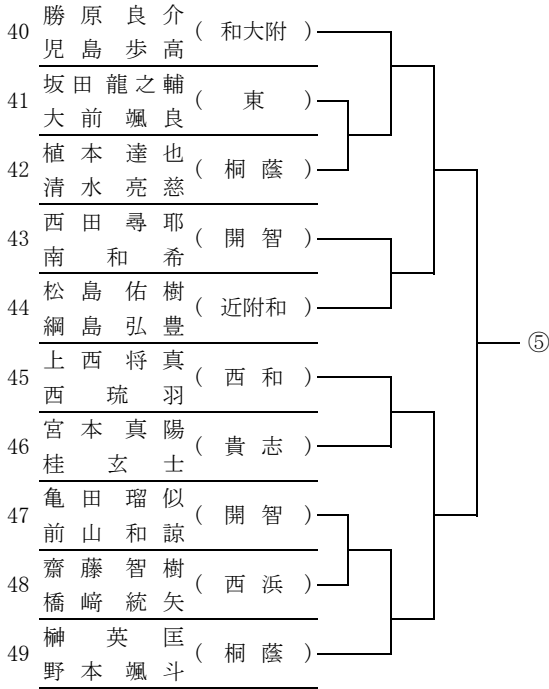 40 勝原良介 (和大附)
児島歩高
41 坂田龍之輔 (東)
大前颯良
42 植本達也 (桐蔭)
清水亮慈
43 西田尋耶 (開智)
南和希
44 松島佑樹 (近附和)
綱島弘豊
⑤
45 上西将真 (西和)
西琉羽
46 宮本真陽 (貴志)
桂玄士
47 亀田瑠似 (開智)
前山和諒
48 齋藤智樹 (西浜)
橋﨑統矢
49 榊英匡 (桐蔭)
野本颯斗